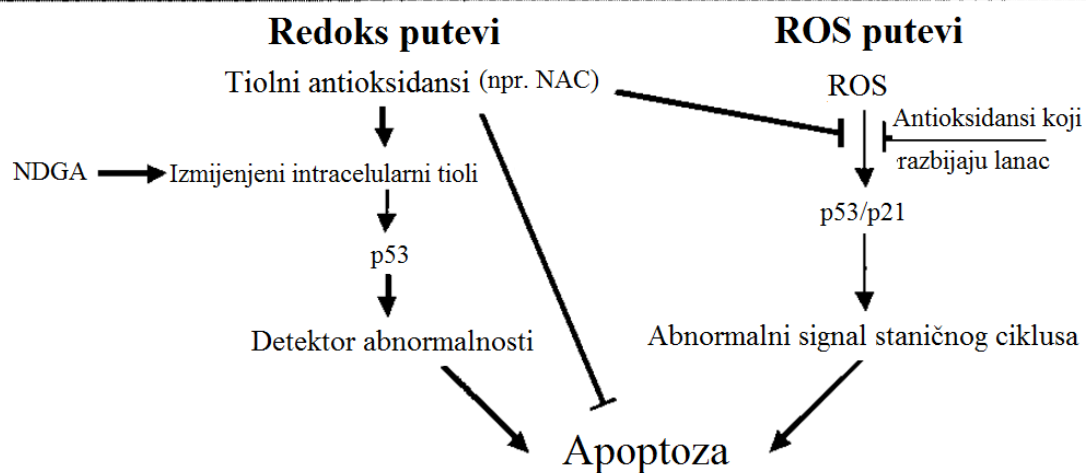 Redoks putevi
ROS putevi
Tiolni antioksidansi (npr. NAC)
ROS
Antioksidansi koji
razbijaju lanac
NDGA
Izmijenjeni intracelularni tioli
p53/p21
p53
Detektor abnormalnosti
Abnormalni signal staničnog ciklusa
Apoptoza